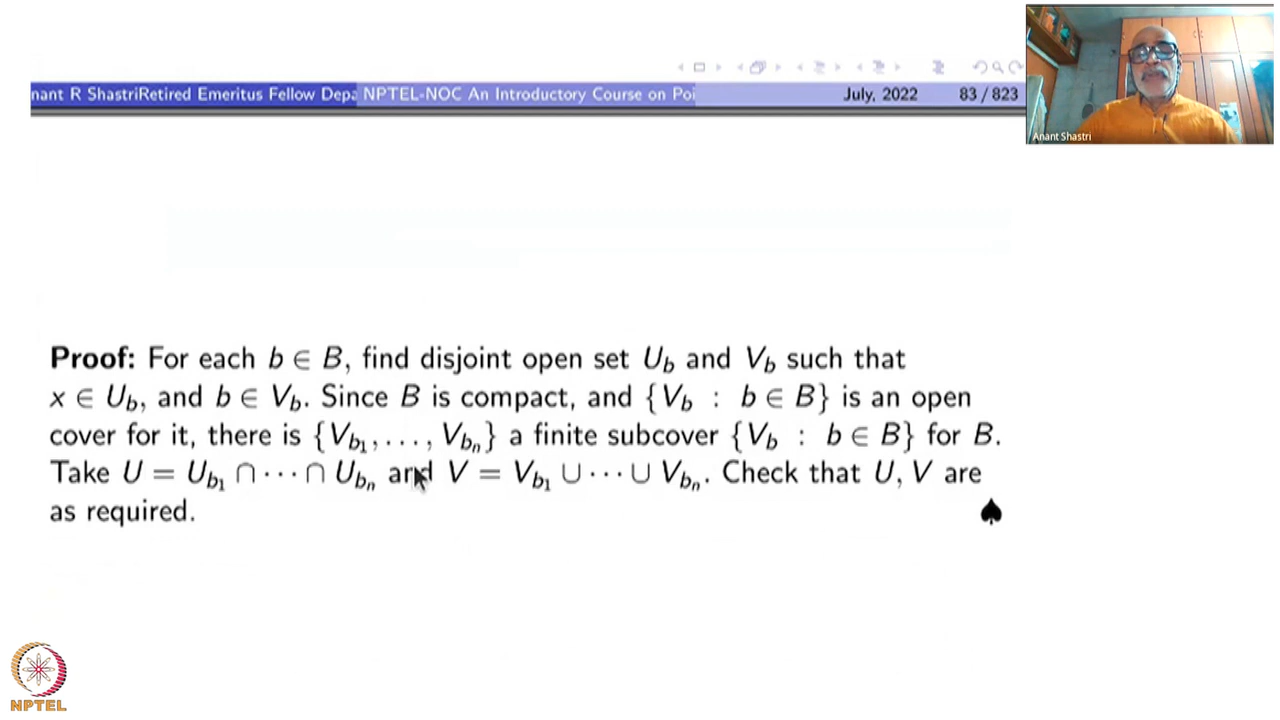 nant R ShastriRetired Emeritus Fellow Depa NPTEL-NOC An Introductory Course on Poi July, 2022 83 / 823
Anant Shastri
Proof: For each b ∈ B, find disjoint open set U_b and V_b such that
x ∈ U_b, and b ∈ V_b. Since B is compact, and {V_b : b ∈ B} is an open
cover for it, there is {V_{b_1}, . . . , V_{b_n}} a finite subcover {V_b : b ∈ B} for B.
Take U = U_{b_1} ∩ · · · ∩ U_{b_n} and V = V_{b_1} ∪ · · · ∪ V_{b_n}. Check that U, V are
as required. ♠
NPTEL